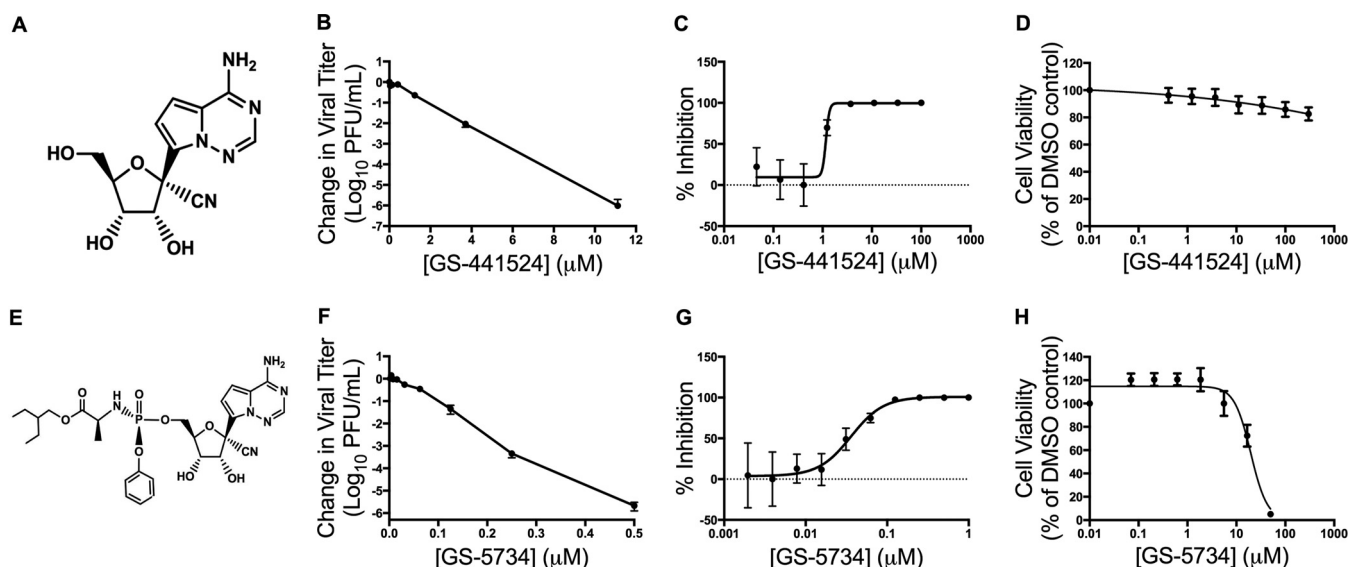 A
NH₂
N
N
N
HO
O
CN
HO
OH
B
Change in Viral Titer
(Log₁₀ PFU/mL)
1
0
-1
-2
-3
-4
-5
-6
-7
0 2 4 6 8 10 12
[GS-441524] (μM)
C
% Inhibition
150
100
50
0
-50
0.01 0.1 1 10 100 1000
[GS-441524] (μM)
D
Cell Viability
(% of DMSO control)
120
100
80
60
40
20
0
0.01 1 10 100 1000
[GS-441524] (μM)
E
NH₂
N
N
N
O
O
H
N
O
P
O
O
O
CN
HO
OH
F
Change in Viral Titer
(Log₁₀ PFU/mL)
1
0
-1
-2
-3
-4
-5
-6
0.0 0.1 0.2 0.3 0.4 0.5
[GS-5734] (μM)
G
% Inhibition
150
100
50
0
-50
0.001 0.01 0.1 1
[GS-5734] (μM)
H
Cell Viability
(% of DMSO control)
140
120
100
80
60
40
20
0
0.01 1 10 100 1000
[GS-5734] (μM)